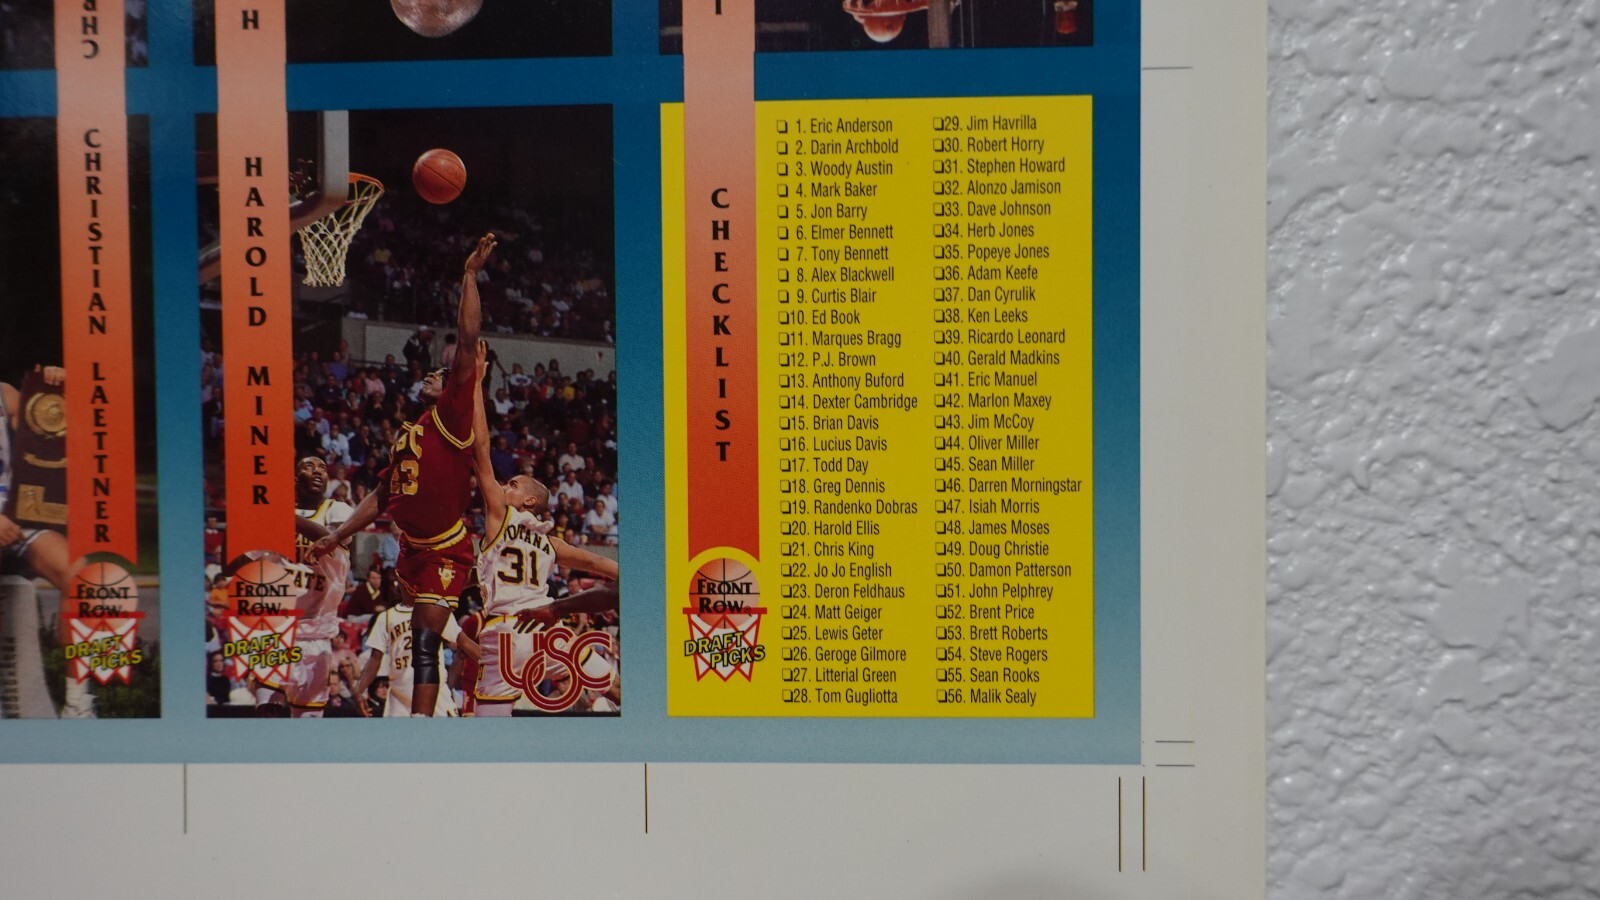 CHR
H
CHRISTIAN LAETTNER
FRONT
ROW®
DRAFT
PICKS
HAROLD MINER
FRONT
ROW®
DRAFT
PICKS
31
USC
CHECKLIST
FRONT
ROW®
DRAFT
PICKS
1. Eric Anderson
2. Darin Archbold
3. Woody Austin
4. Mark Baker
5. Jon Barry
6. Elmer Bennett
7. Tony Bennett
8. Alex Blackwell
9. Curtis Blair
10. Ed Book
11. Marques Bragg
12. P.J. Brown
13. Anthony Buford
14. Dexter Cambridge
15. Brian Davis
16. Lucius Davis
17. Todd Day
18. Greg Dennis
19. Randenko Dobras
20. Harold Ellis
21. Chris King
22. Jo Jo English
23. Deron Feldhaus
24. Matt Geiger
25. Lewis Geter
26. Geroge Gilmore
27. Litterial Green
28. Tom Gugliotta
29. Jim Havrilla
30. Robert Horry
31. Stephen Howard
32. Alonzo Jamison
33. Dave Johnson
34. Herb Jones
35. Popeye Jones
36. Adam Keefe
37. Dan Cyrulik
38. Ken Leeks
39. Ricardo Leonard
40. Gerald Madkins
41. Eric Manuel
42. Marlon Maxey
43. Jim McCoy
44. Oliver Miller
45. Sean Miller
46. Darren Morningstar
47. Isiah Morris
48. James Moses
49. Doug Christie
50. Damon Patterson
51. John Pelphrey
52. Brent Price
53. Brett Roberts
54. Steve Rogers
55. Sean Rooks
56. Malik Sealy